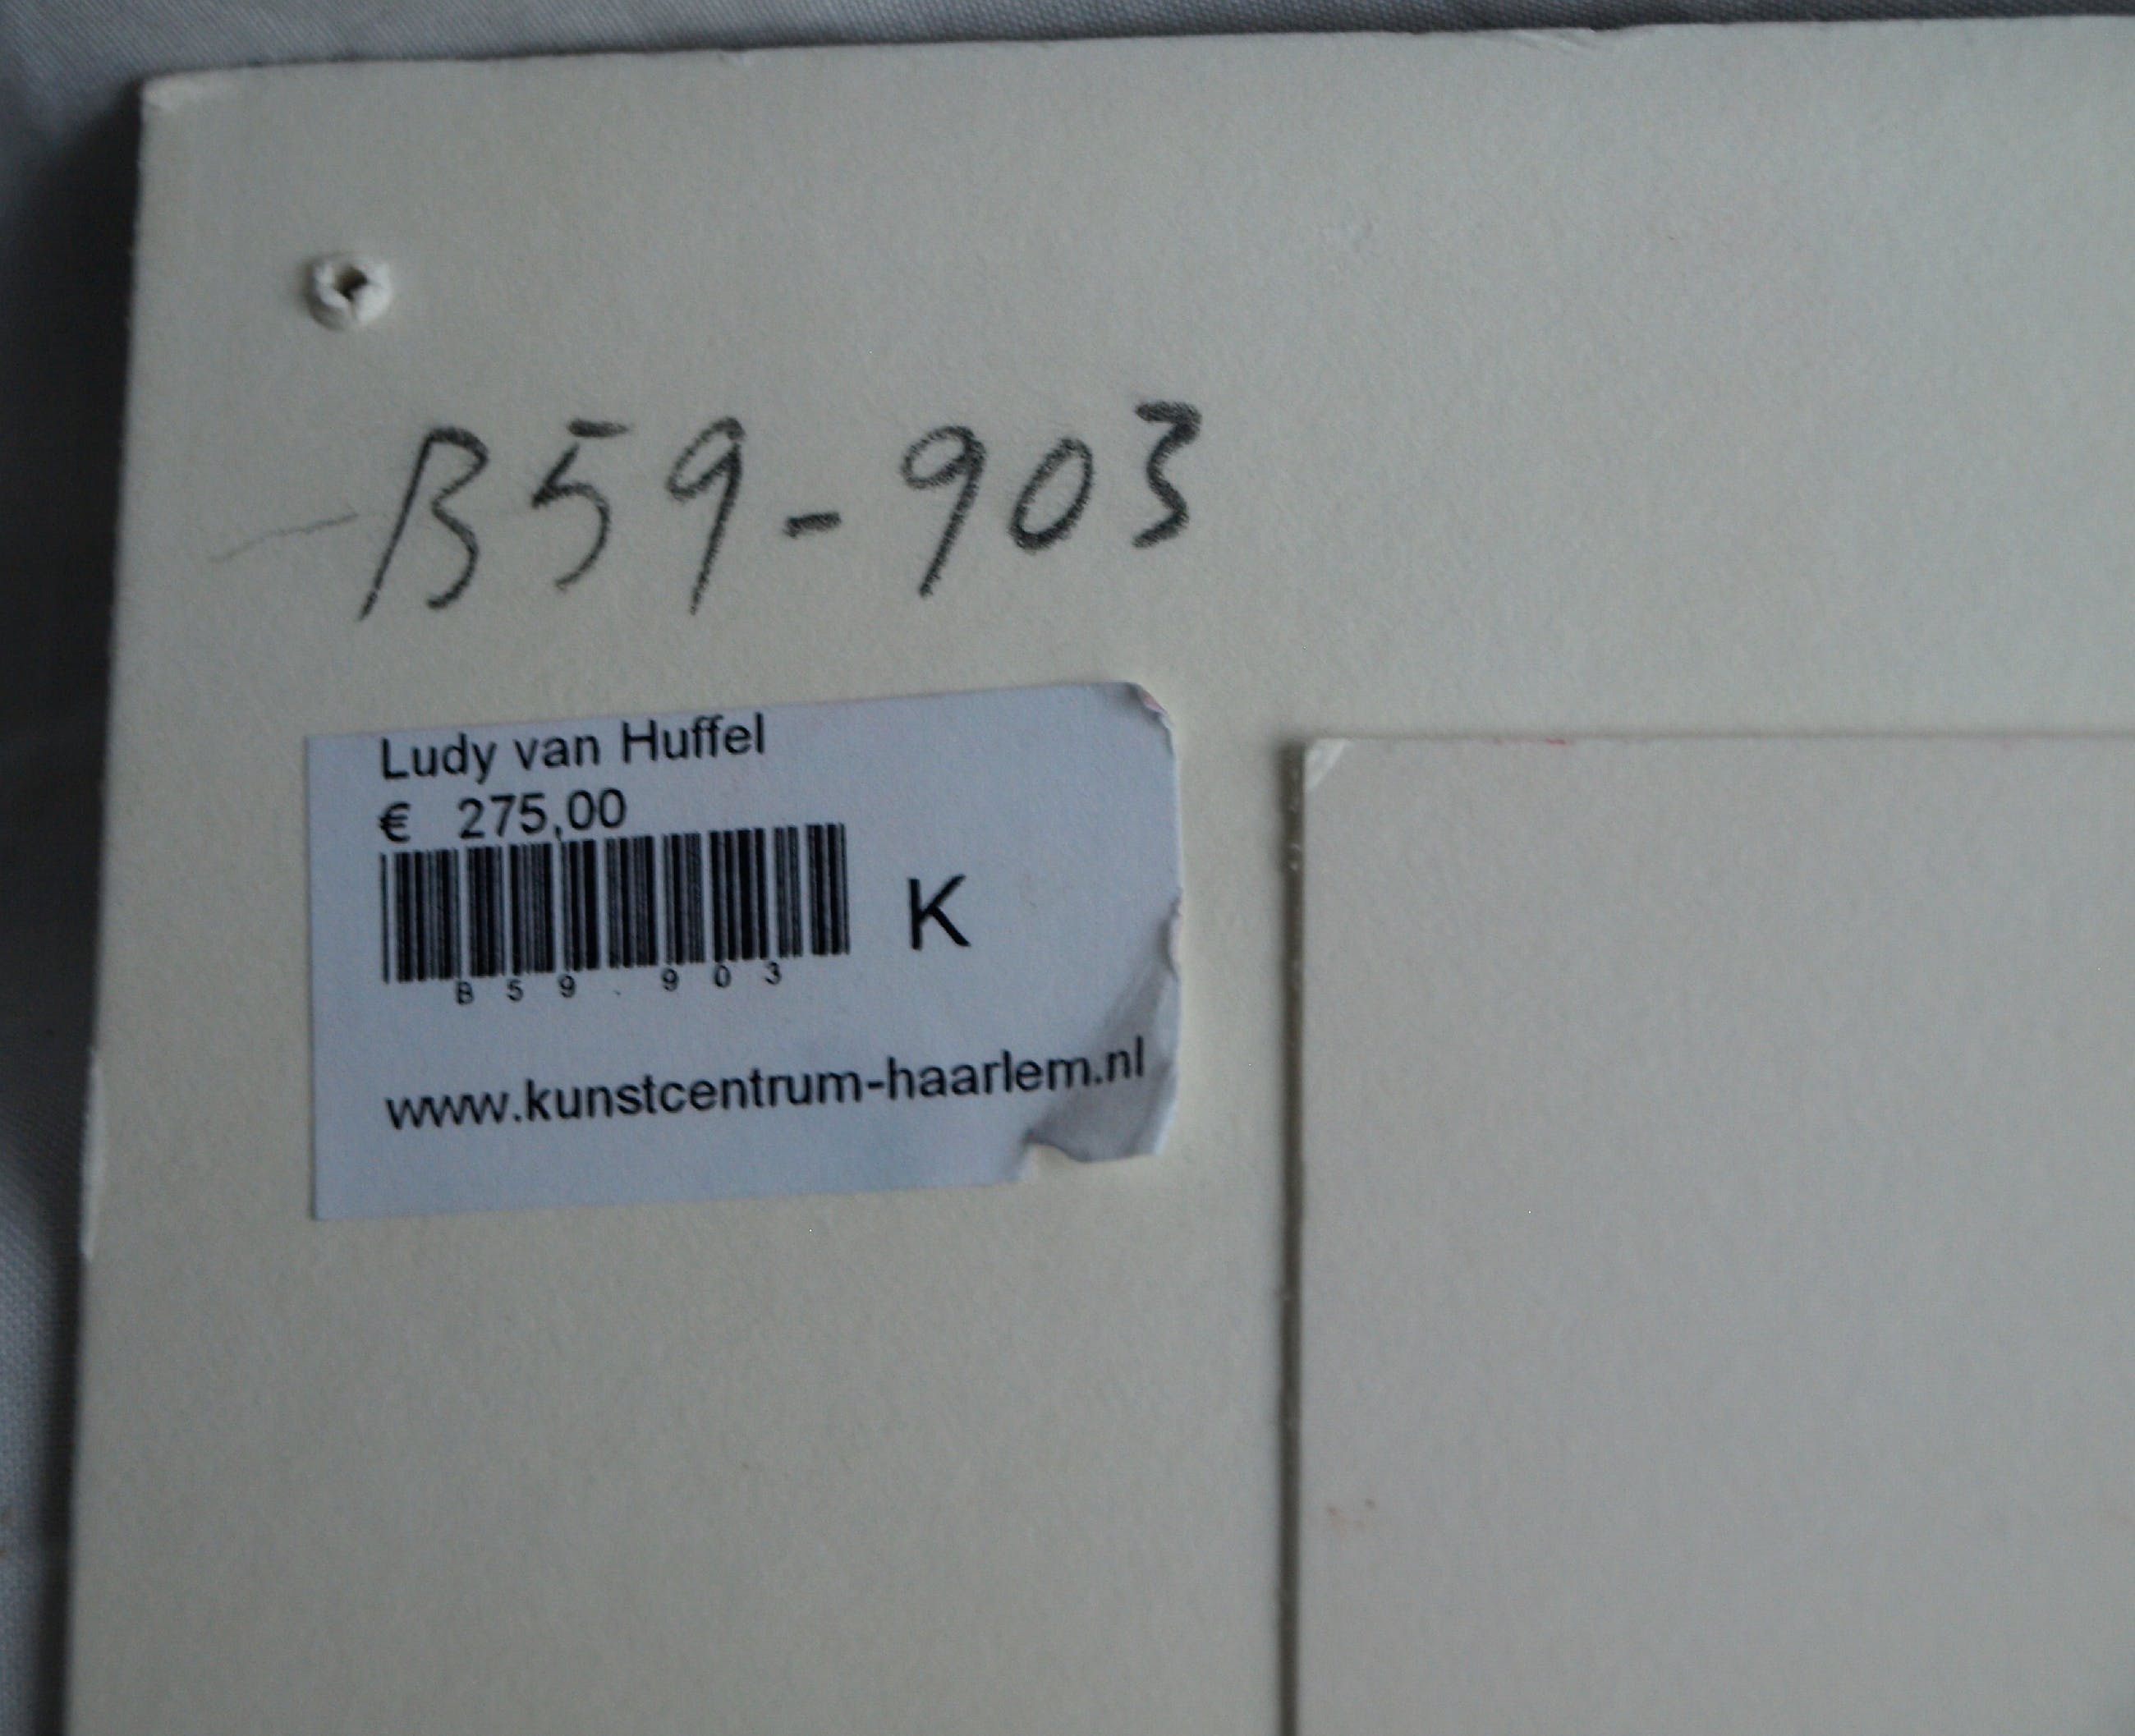 B59-903
Ludy van Huffel
€ 275,00
K
B59.903
www.kunstcentrum-haarlem.nl